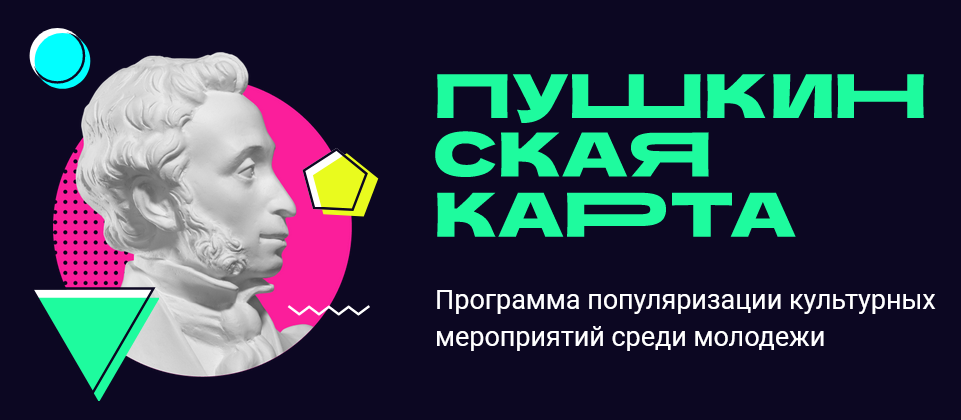 ПУШКИН
СКАЯ
КАРТА
Программа популяризации культурных
мероприятий среди молодежи